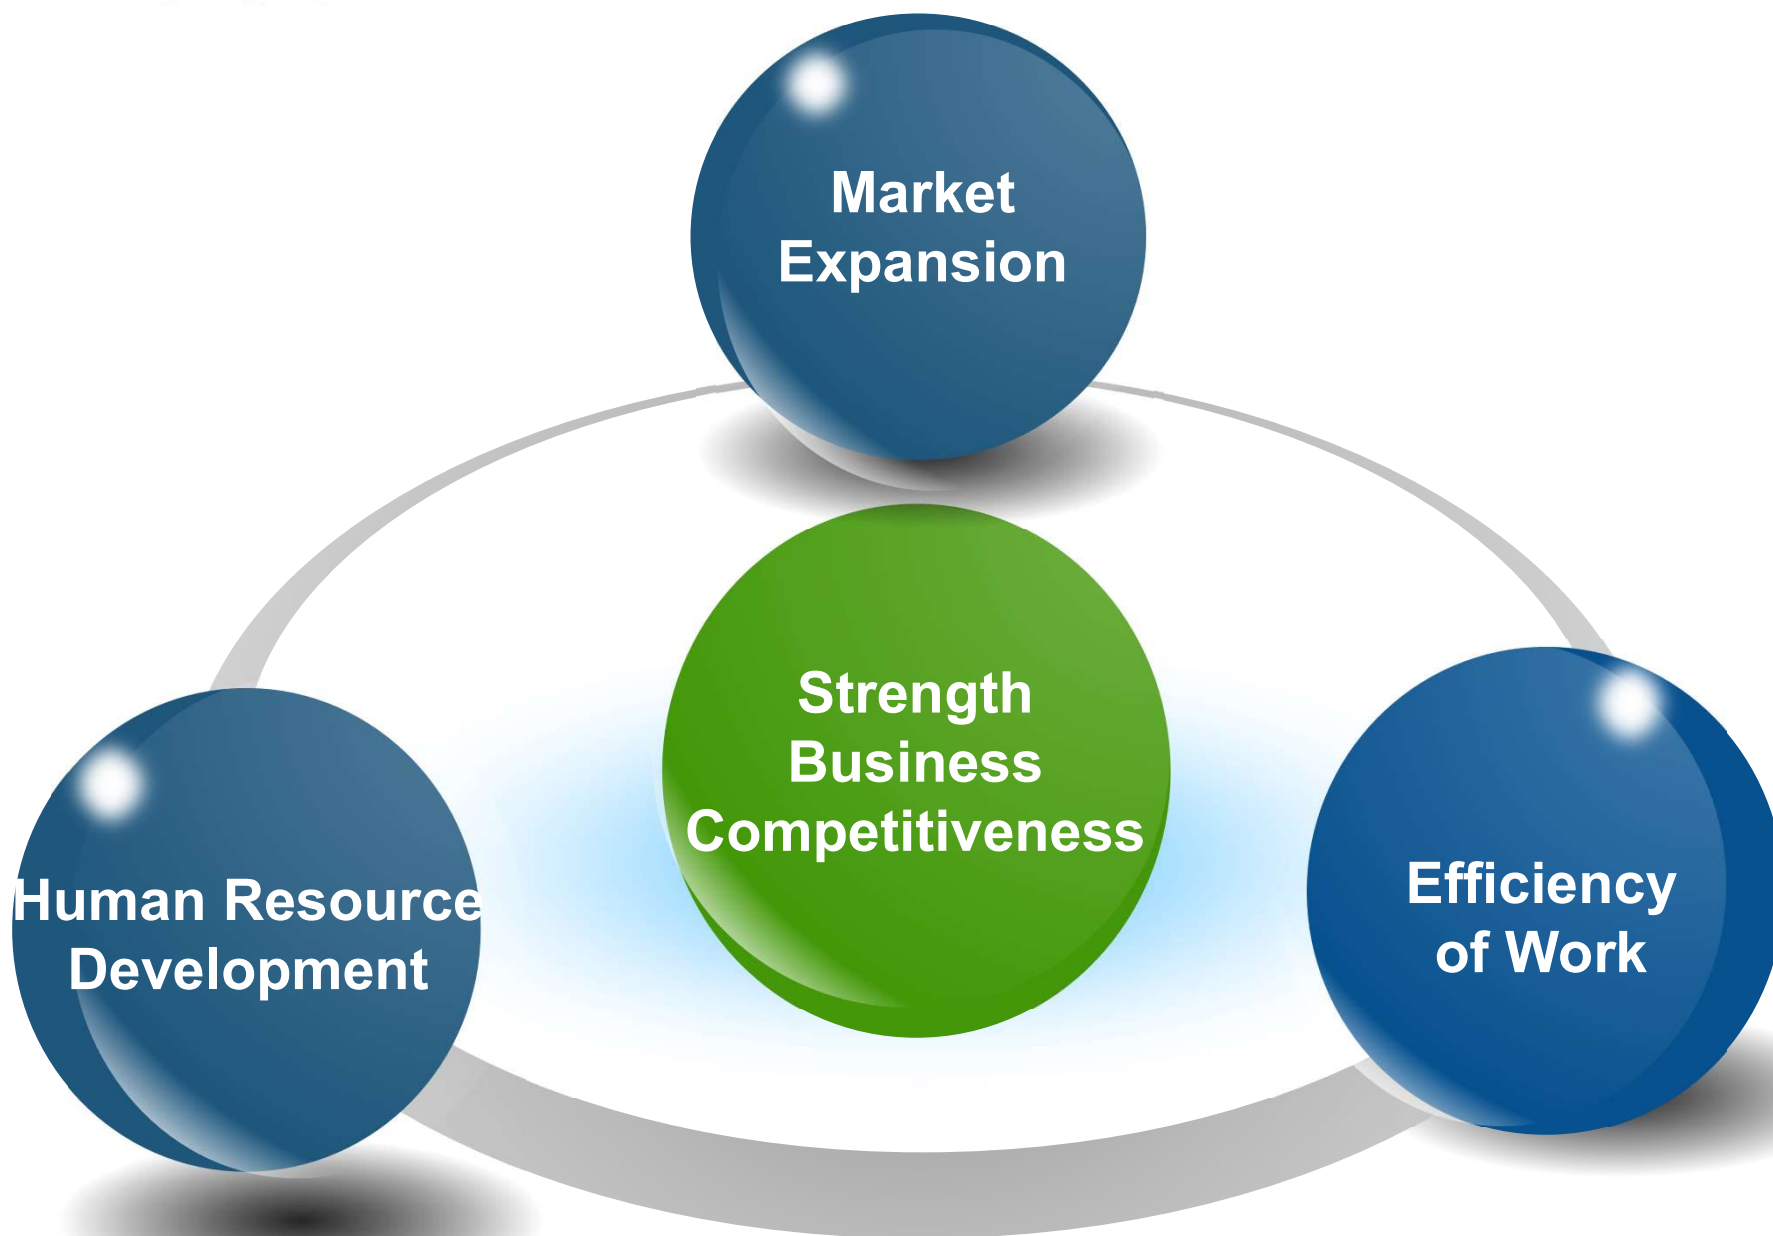 Market
Expansion
Strength
Business
Competitiveness
Human Resource
Development
Efficiency
of Work